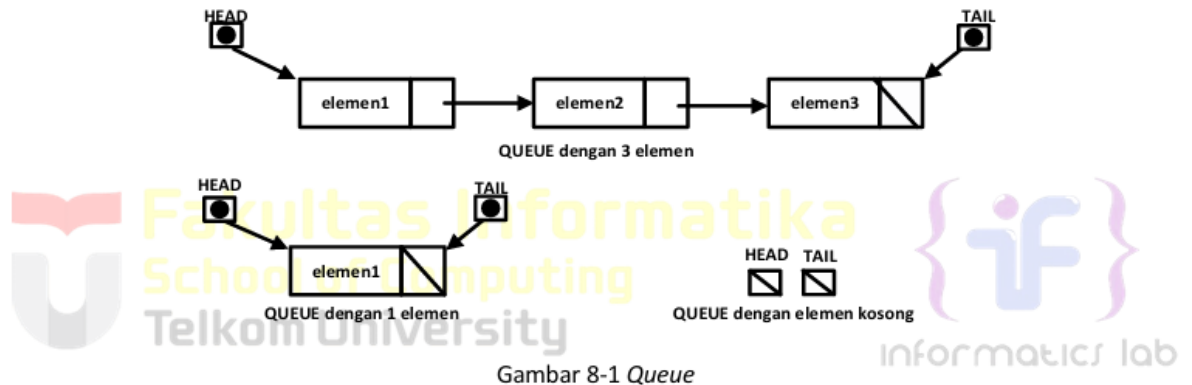 HEAD TAIL
elemen1 elemen2 elemen3
QUEUE dengan 3 elemen
HEAD TAIL
elemen1
QUEUE dengan 1 elemen
HEAD TAIL
QUEUE dengan elemen kosong
Fakultas Informatika
School of Computing
Telkom University
informatics lab
Gambar 8-1 Queue